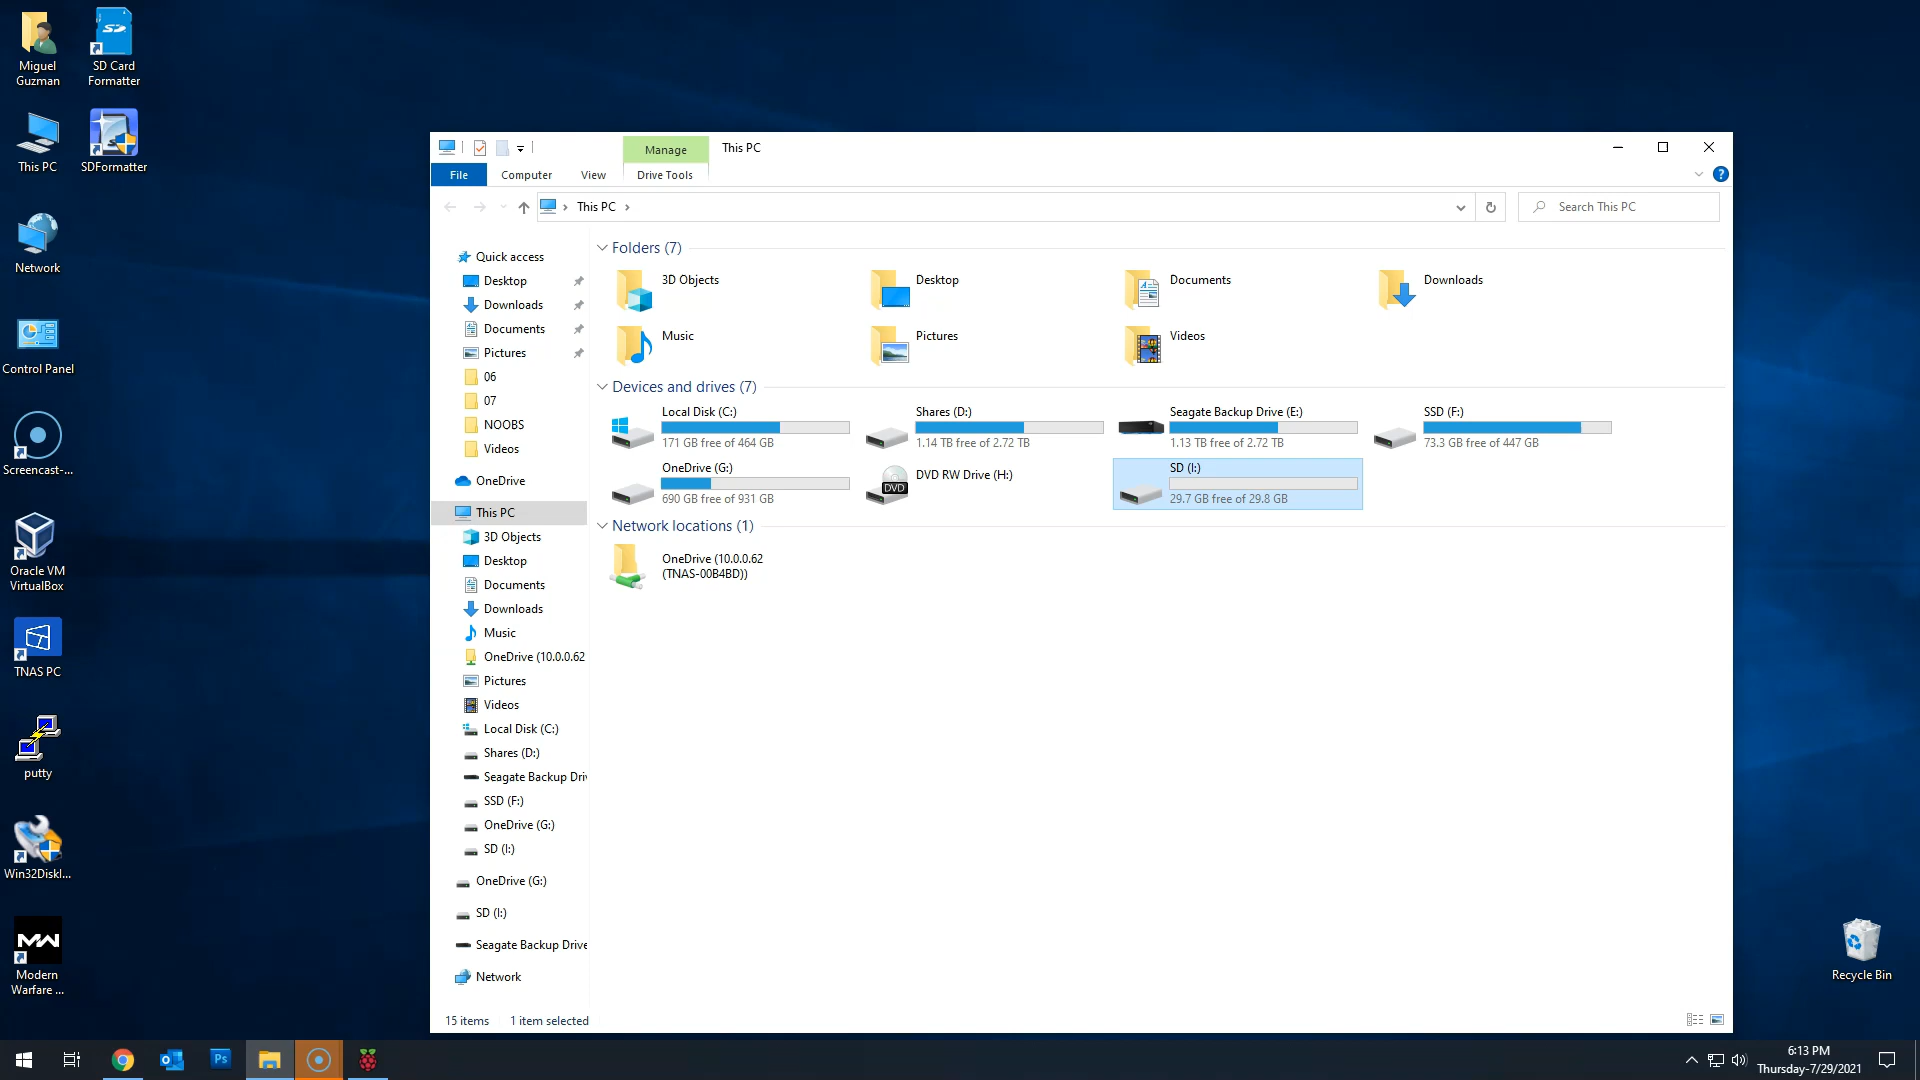 Miguel
Guzman
SD Card
Formatter
This PC
SDFormatter
Network
Control Panel
Screencast-...
Oracle VM
VirtualBox
TNAS PC
putty
Win32DiskI...
MW
Modern
Warfare ...
Recycle Bin
Manage
This PC
File
Computer
View
Drive Tools
This PC
Search This PC
Quick access
Desktop
Downloads
Documents
Pictures
06
07
NOOBS
Videos
OneDrive
This PC
3D Objects
Desktop
Documents
Downloads
Music
OneDrive (10.0.0.62
Pictures
Videos
Local Disk (C:)
Shares (D:)
Seagate Backup Driv
SSD (F:)
OneDrive (G:)
SD (I:)
OneDrive (G:)
SD (I:)
Seagate Backup Drive
Network
Folders (7)
3D Objects
Desktop
Documents
Downloads
Music
Pictures
Videos
Devices and drives (7)
Local Disk (C:)
171 GB free of 464 GB
Shares (D:)
1.14 TB free of 2.72 TB
Seagate Backup Drive (E:)
1.13 TB free of 2.72 TB
SSD (F:)
73.3 GB free of 447 GB
OneDrive (G:)
690 GB free of 931 GB
DVD
DVD RW Drive (H:)
SD (I:)
29.7 GB free of 29.8 GB
Network locations (1)
OneDrive (10.0.0.62
(TNAS-00B4BD))
15 items
1 item selected
Ps
6:13 PM
Thursday-7/29/2021